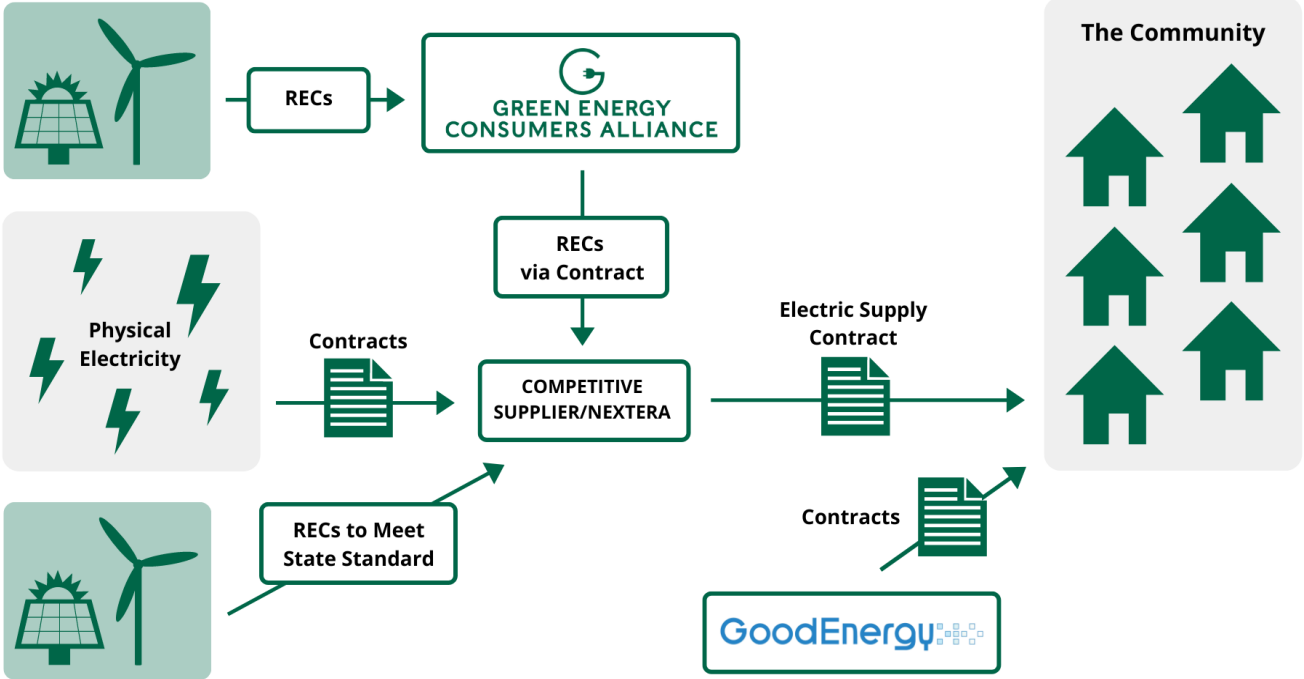 The Community
RECs
GREEN ENERGY
CONSUMERS ALLIANCE
RECs
via Contract
Physical
Electricity
Contracts
Electric Supply
Contract
COMPETITIVE
SUPPLIER/NEXTERA
RECs to Meet
State Standard
Contracts
GoodEnergy